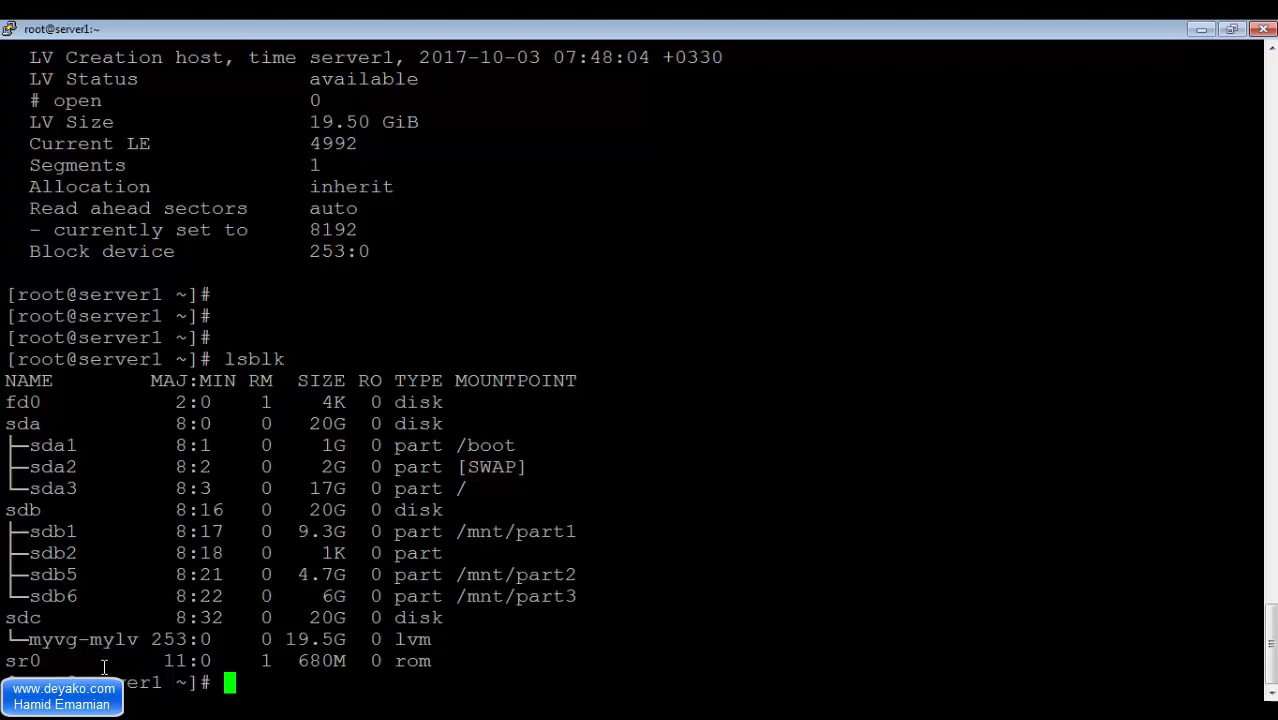 root@server1:~
LV Creation host, time server1, 2017-10-03 07:48:04 +0330
LV Status available
# open 0
LV Size 19.50 GiB
Current LE 4992
Segments 1
Allocation inherit
Read ahead sectors auto
- currently set to 8192
Block device 253:0
[root@server1 ~]#
[root@server1 ~]#
[root@server1 ~]#
[root@server1 ~]# lsblk
NAME MAJ:MIN RM SIZE RO TYPE MOUNTPOINT
fd0 2:0 1 4K 0 disk
sda 8:0 0 20G 0 disk
├─sda1 8:1 0 1G 0 part /boot
├─sda2 8:2 0 2G 0 part [SWAP]
└─sda3 8:3 0 17G 0 part /
sdb 8:16 0 20G 0 disk
├─sdb1 8:17 0 9.3G 0 part /mnt/part1
├─sdb2 8:18 0 1K 0 part
├─sdb5 8:21 0 4.7G 0 part /mnt/part2
└─sdb6 8:22 0 6G 0 part /mnt/part3
sdc 8:32 0 20G 0 disk
└─myvg-mylv 253:0 0 19.5G 0 lvm
sr0 11:0 1 680M 0 rom
~]#
www.deyako.com
Hamid Emamian